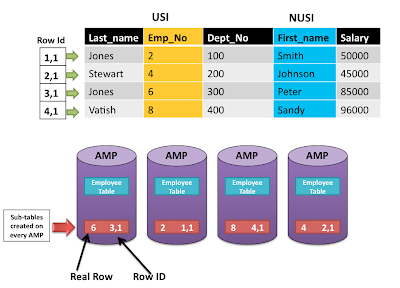 USI NUSI
Row Id Last_name Emp_No Dept_No First_name Salary
1,1 Jones 2 100 Smith 50000
2,1 Stewart 4 200 Johnson 45000
3,1 Jones 6 300 Peter 85000
4,1 Vatish 8 400 Sandy 96000
AMP AMP AMP AMP
Employee Table Employee Table Employee Table Employee Table
Sub-tables created on every AMP
6 3,1 2 1,1 8 4,1 4 2,1
Real Row Row ID